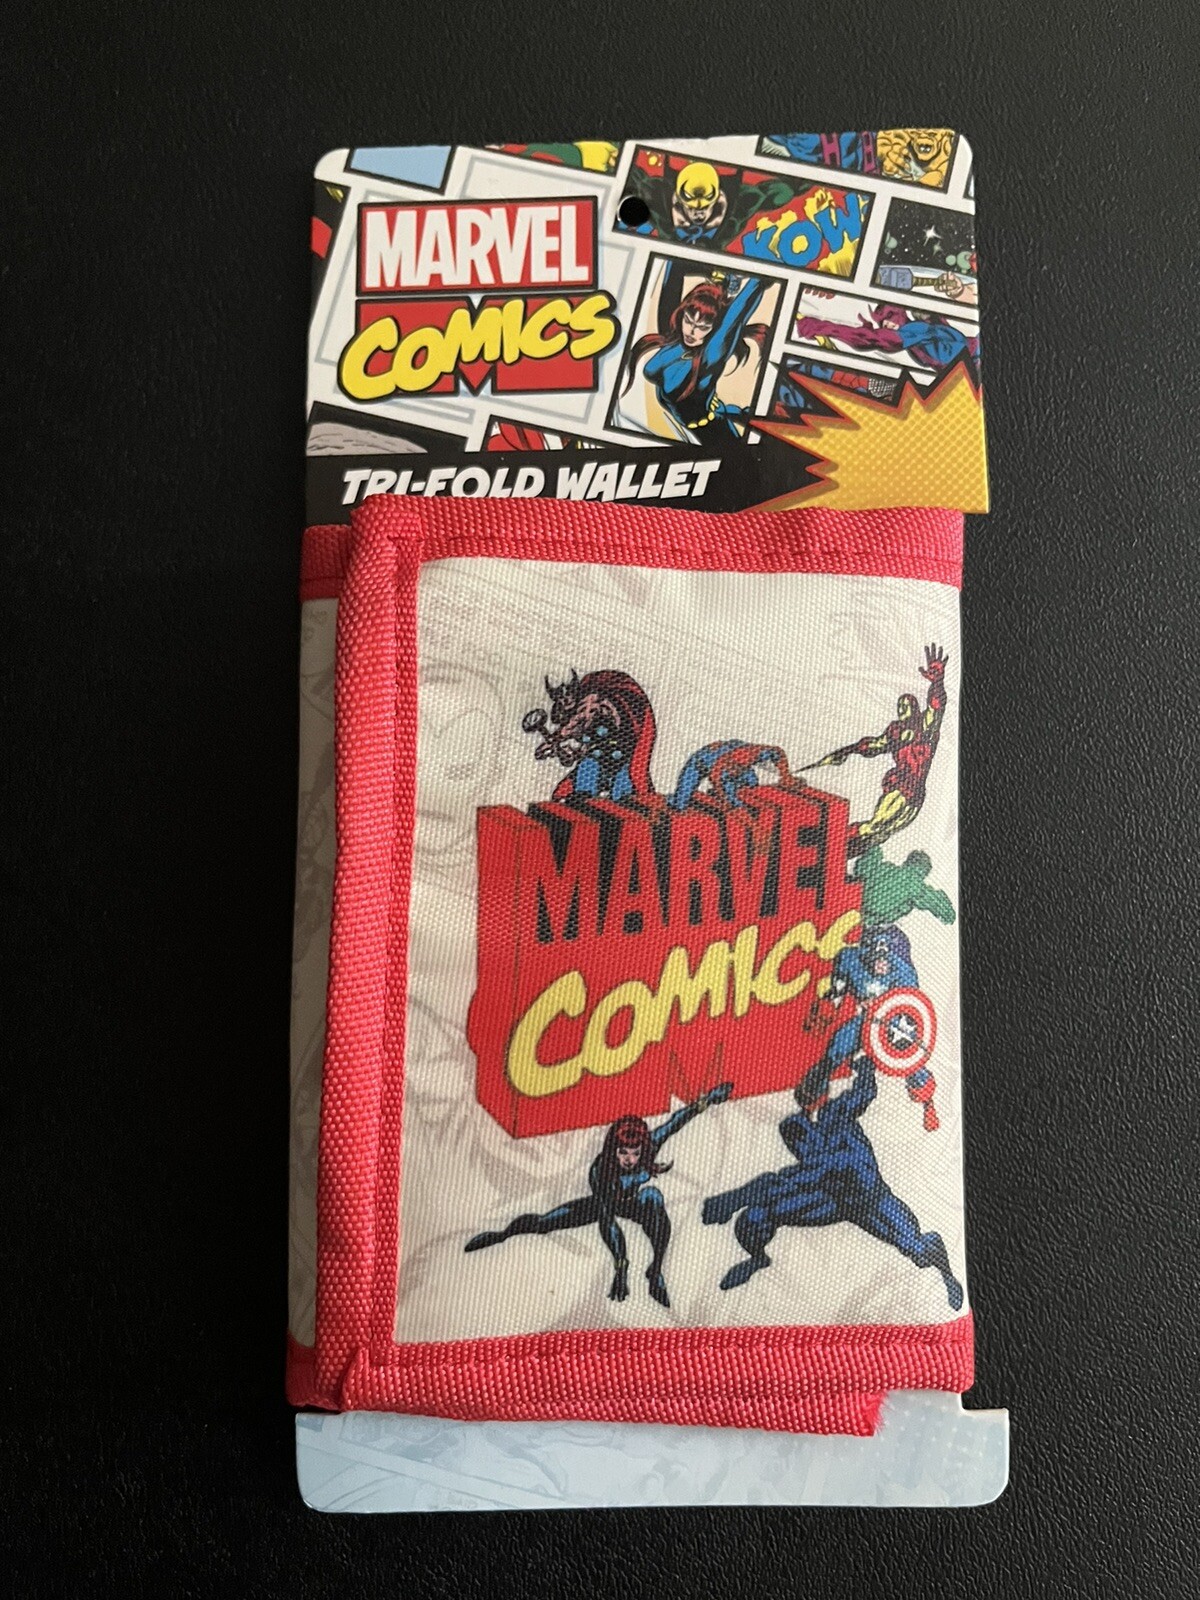 MARVEL
COMICS
KOW
TRI-FOLD WALLET
MARVEL
COMICS
M